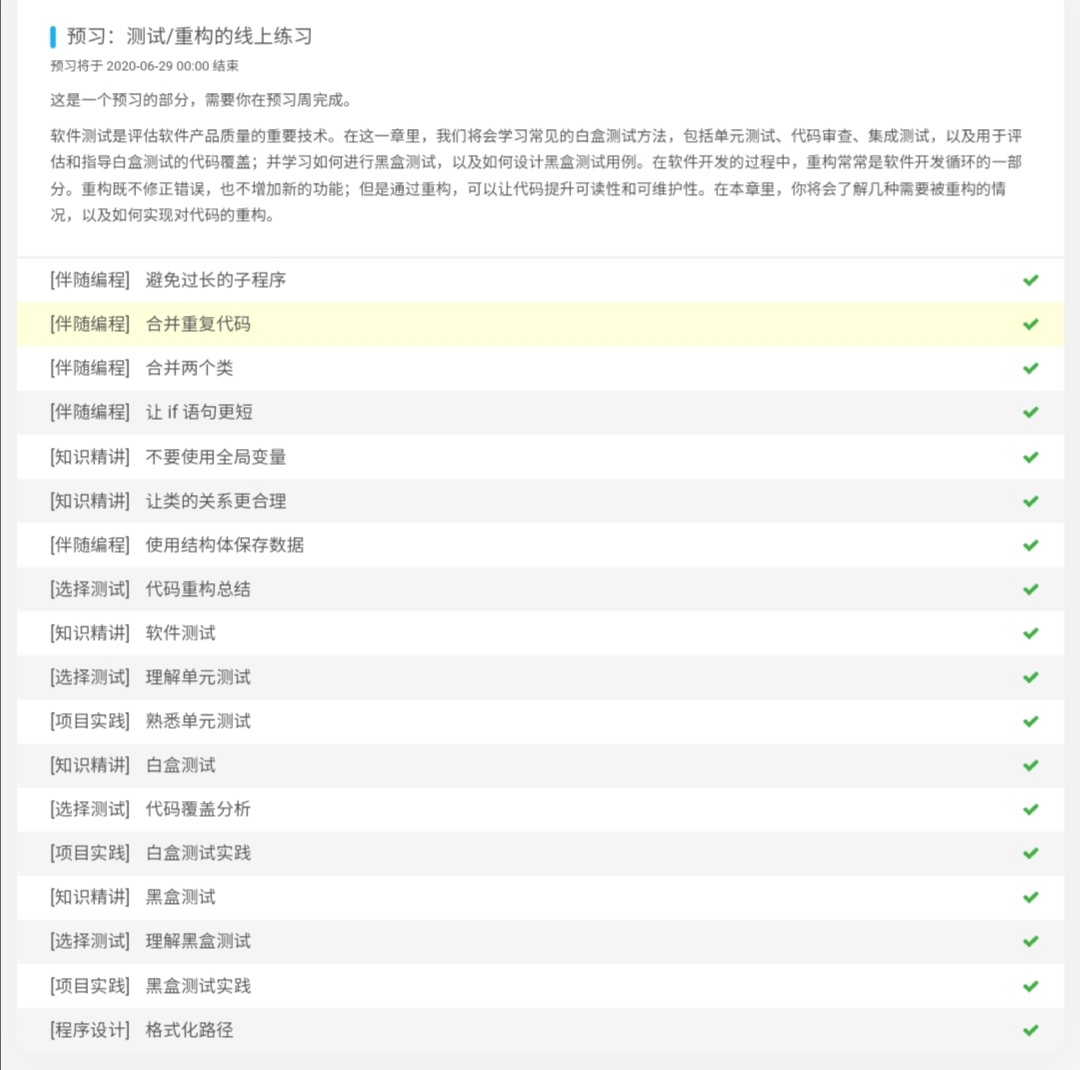 预习：测试/重构的线上练习
预习将于 2020-06-29 00:00 结束
这是一个预习的部分，需要你在预习周完成。
软件测试是评估软件产品质量的重要技术。在这一章里，我们将会学习常见的白盒测试方法，包括单元测试、代码审查、集成测试，以及用于评
估和指导白盒测试的代码覆盖；并学习如何进行黑盒测试，以及如何设计黑盒测试用例。在软件开发的过程中，重构常常是软件开发循环的一部
分。重构既不修正错误，也不增加新的功能；但是通过重构，可以让代码提升可读性和可维护性。在本章里，你将会了解几种需要被重构的情
况，以及如何实现对代码的重构。
[伴随编程] 避免过长的子程序
[伴随编程] 合并重复代码
[伴随编程] 合并两个类
[伴随编程] 让 if 语句更短
[知识精讲] 不要使用全局变量
[知识精讲] 让类的关系更合理
[伴随编程] 使用结构体保存数据
[选择测试] 代码重构总结
[知识精讲] 软件测试
[选择测试] 理解单元测试
[项目实践] 熟悉单元测试
[知识精讲] 白盒测试
[选择测试] 代码覆盖分析
[项目实践] 白盒测试实践
[知识精讲] 黑盒测试
[选择测试] 理解黑盒测试
[项目实践] 黑盒测试实践
[程序设计] 格式化路径